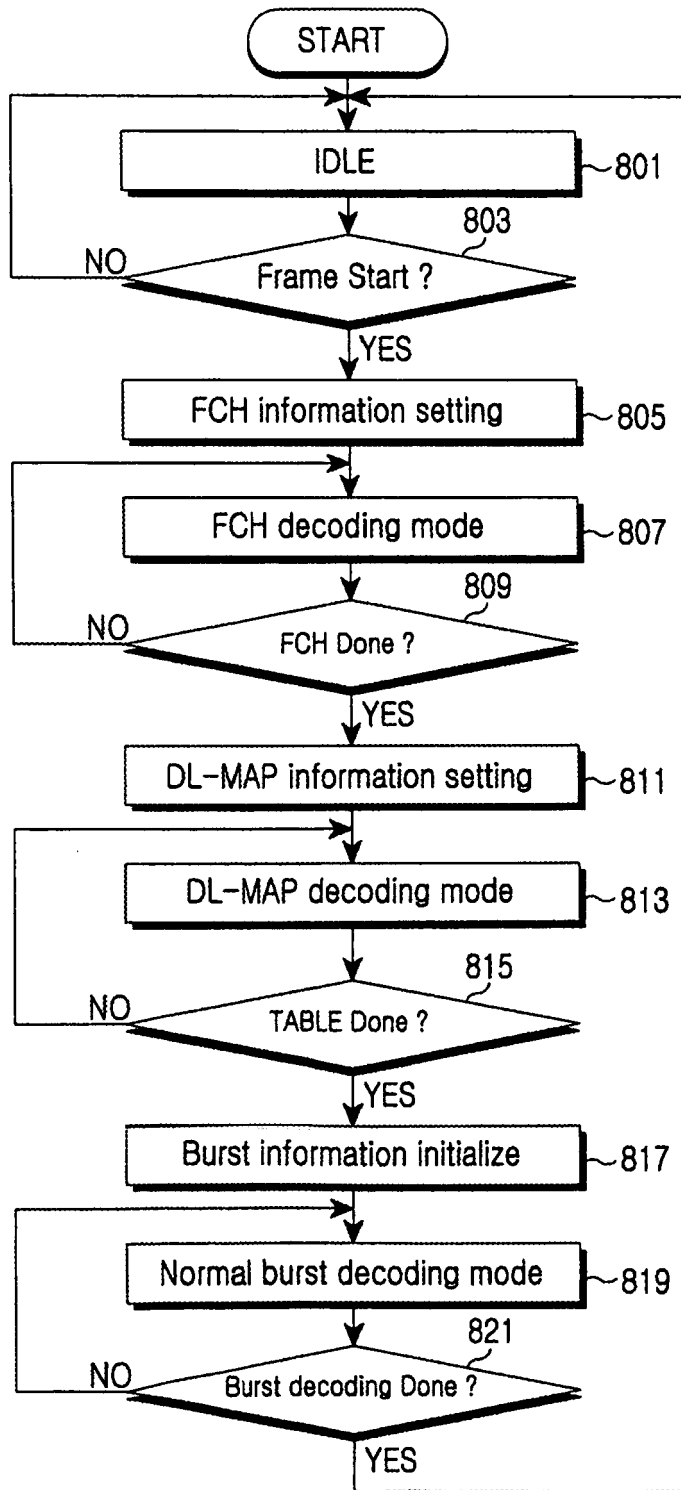 START
IDLE
801
803
Frame Start ?
NO
YES
FCH information setting
805
FCH decoding mode
807
809
FCH Done ?
NO
YES
DL-MAP information setting
811
DL-MAP decoding mode
813
815
TABLE Done ?
NO
YES
Burst information initialize
817
Normal burst decoding mode
819
821
Burst decoding Done ?
NO
YES